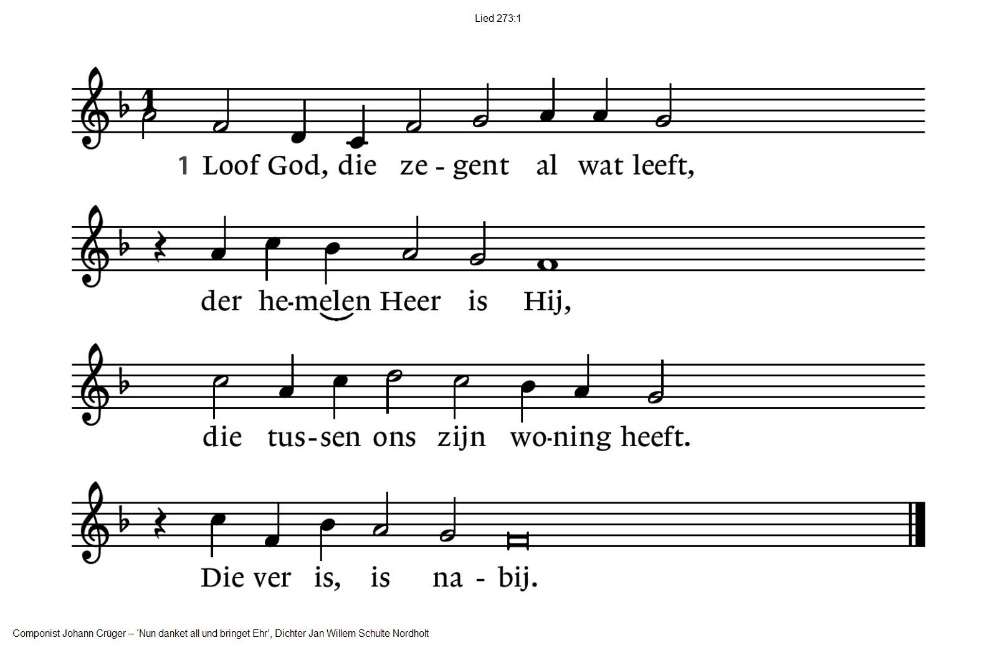 Lied 273:1
1
1 Loof God, die ze - gent al wat leeft,
der he-melen Heer is Hij,
die tus-sen ons zijn wo-ning heeft.
Die ver is, is na - bij.
Componist Johann Crüger – 'Nun danket all und bringet Ehr', Dichter Jan Willem Schulte Nordholt